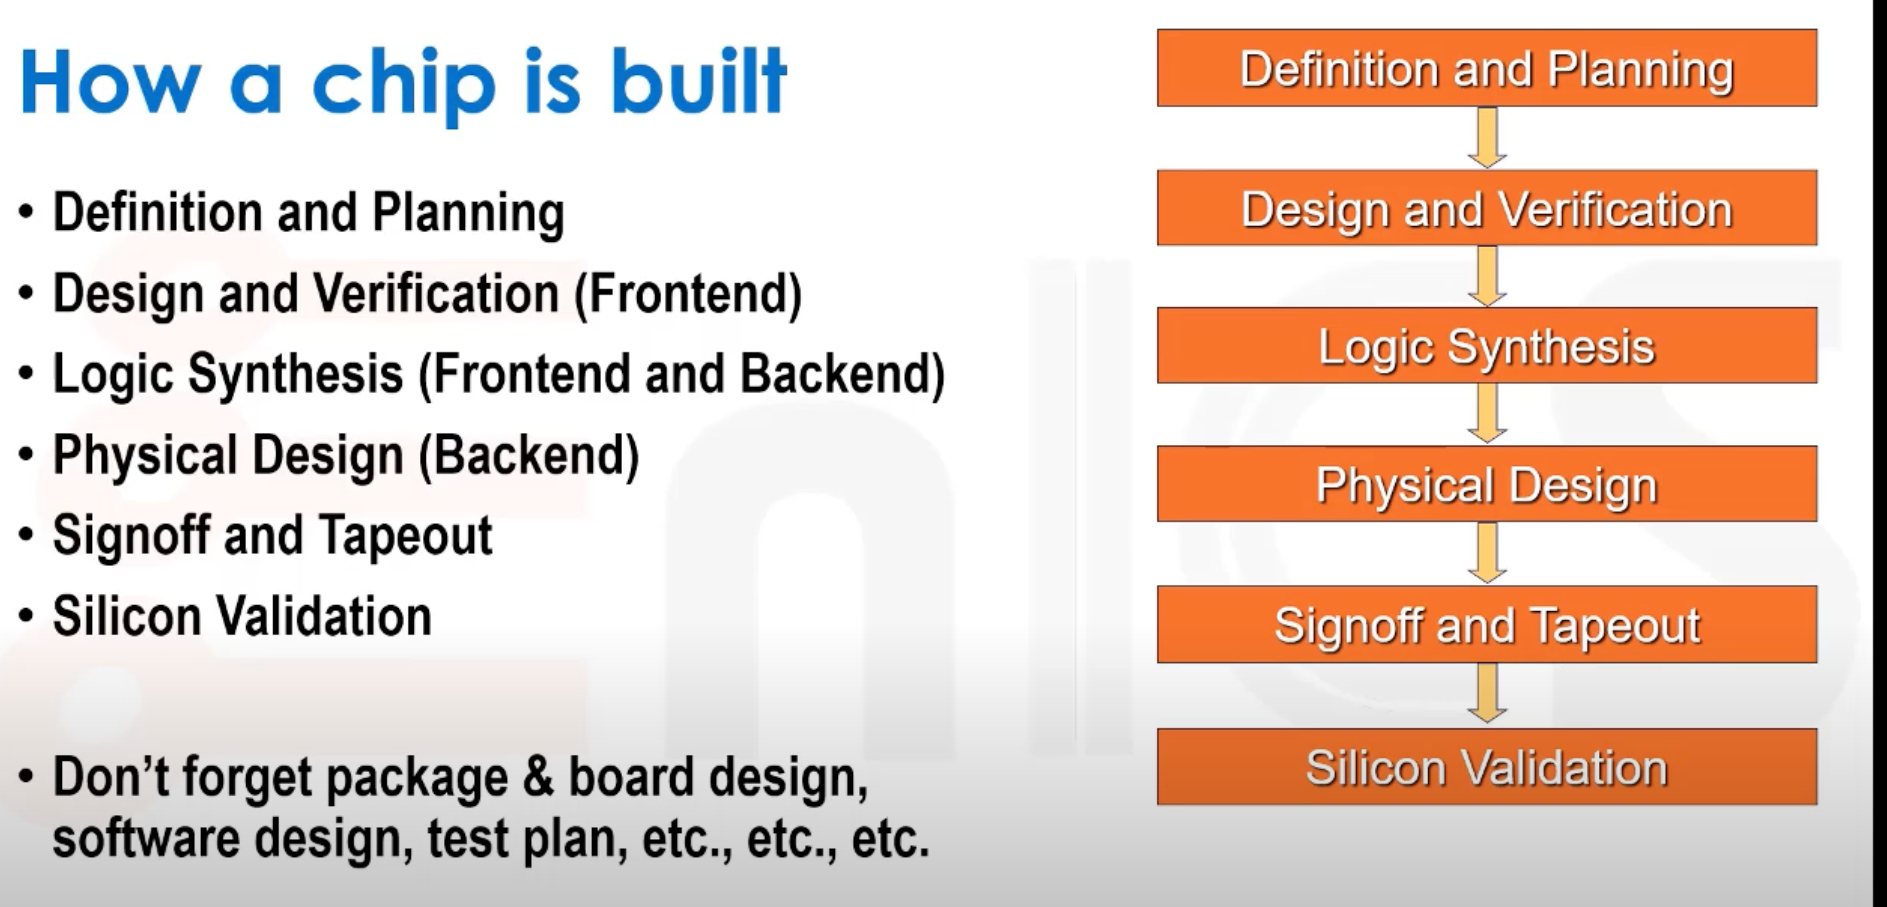 How a chip is built
• Definition and Planning
• Design and Verification (Frontend)
• Logic Synthesis (Frontend and Backend)
• Physical Design (Backend)
• Signoff and Tapeout
• Silicon Validation
• Don’t forget package & board design,
software design, test plan, etc., etc., etc.
Definition and Planning
Design and Verification
Logic Synthesis
Physical Design
Signoff and Tapeout
Silicon Validation
EnICS